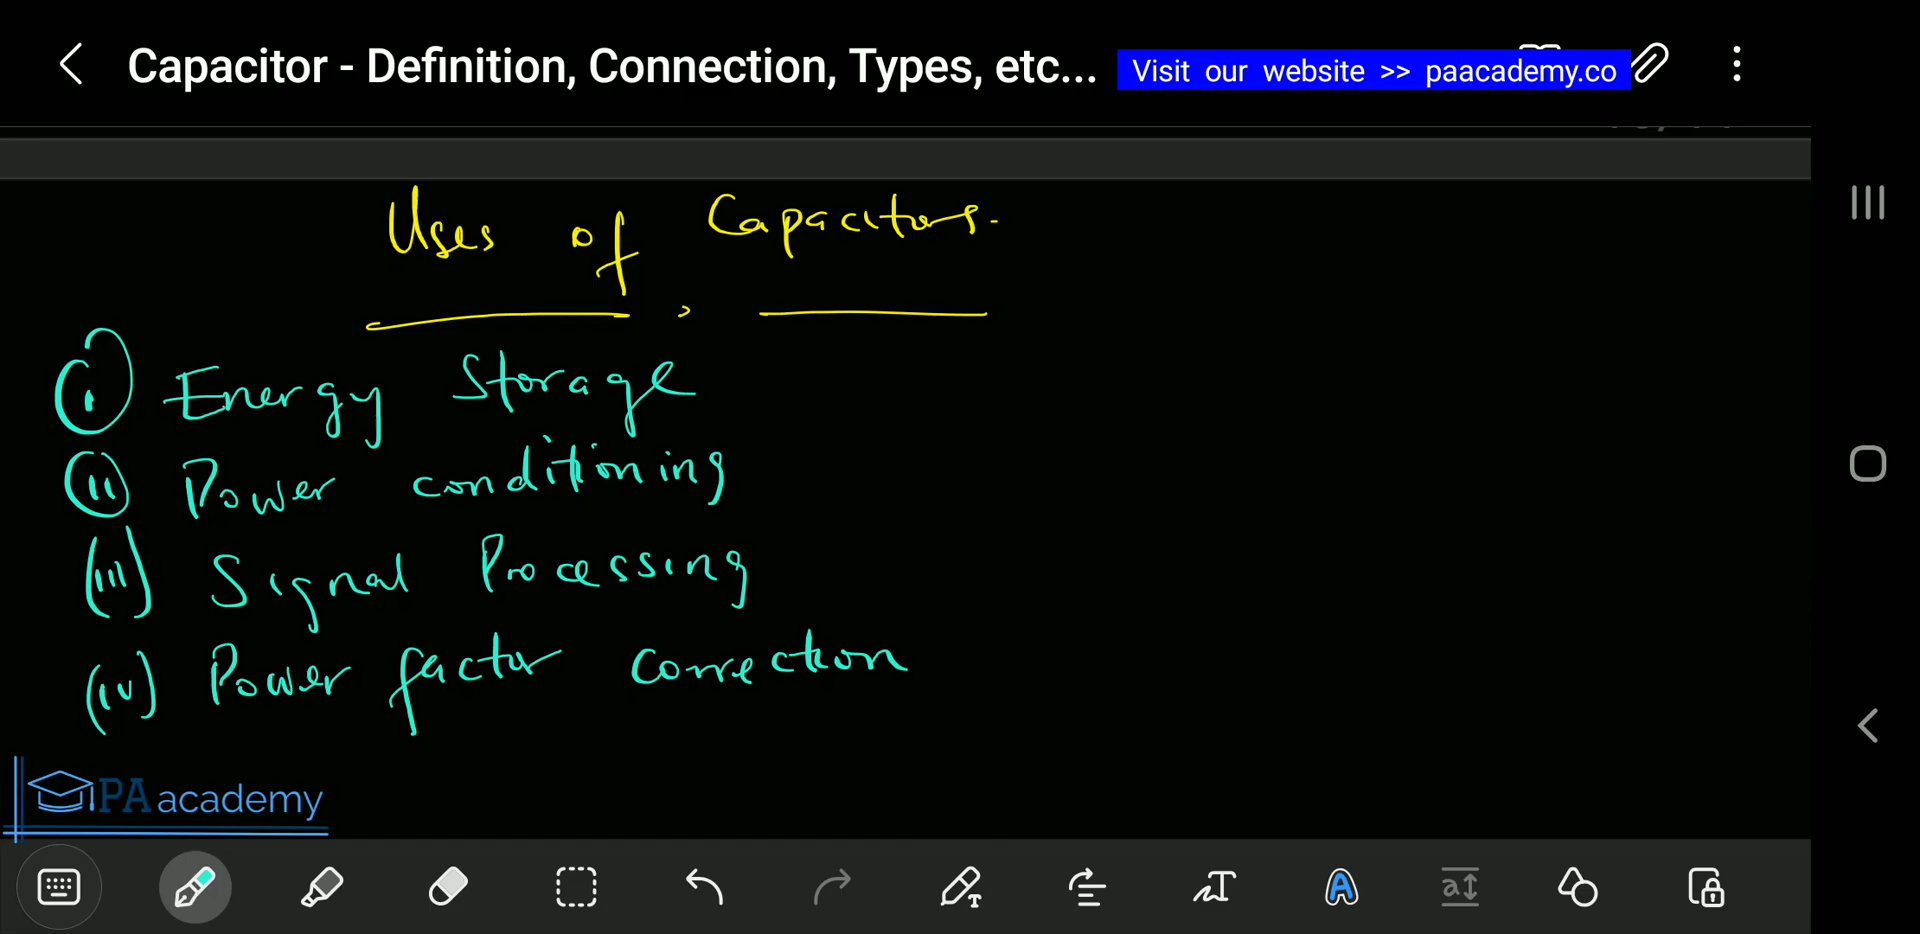 Capacitor - Definition, Connection, Types, etc...
Visit our website >> paacademy.co
Uses of Capacitors.
(i) Energy Storage
(ii) Power conditioning
(iii) Signal Processing
(iv) Power factor correction
PA academy